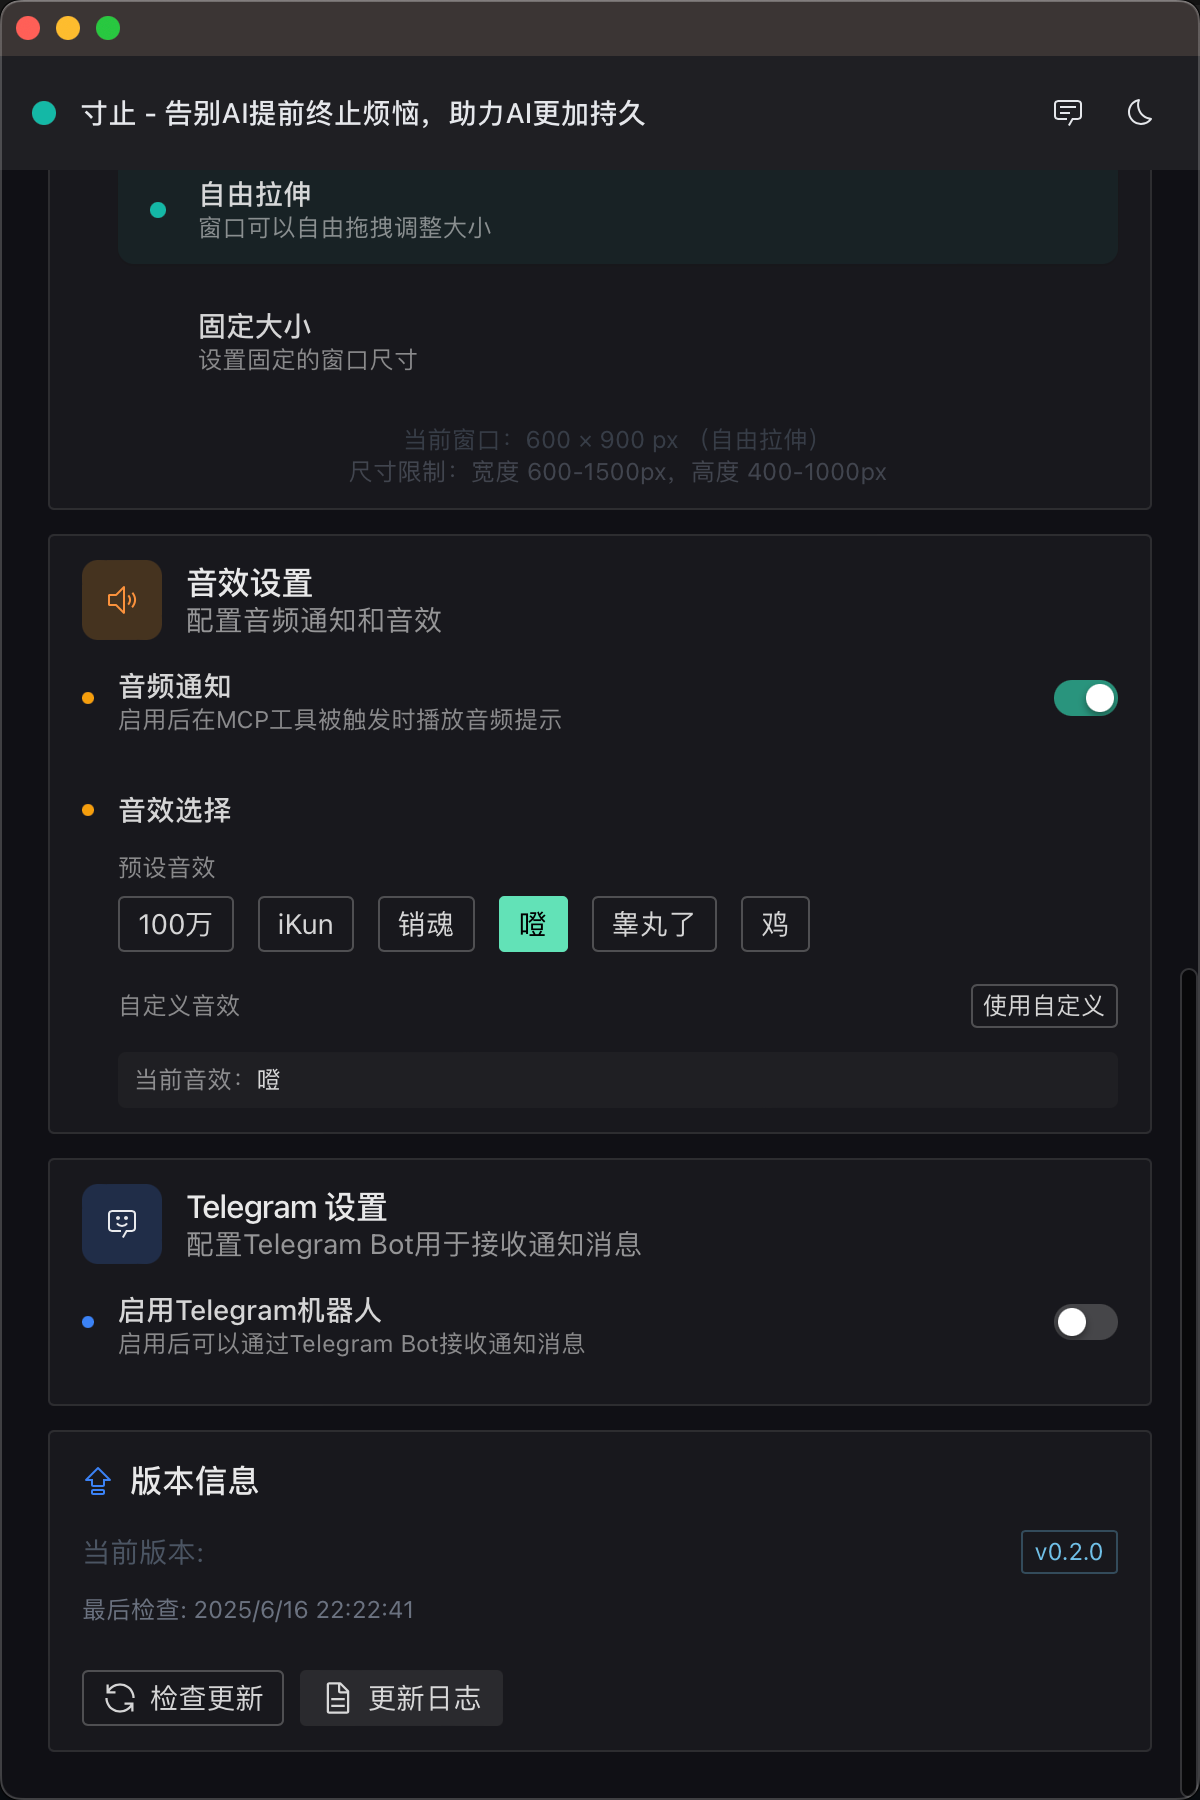 寸止 - 告别AI提前终止烦恼，助力AI更加持久
自由拉伸
窗口可以自由拖拽调整大小
固定大小
设置固定的窗口尺寸
当前窗口：600 × 900 px （自由拉伸）
尺寸限制：宽度 600-1500px，高度 400-1000px
音效设置
配置音频通知和音效
音频通知
启用后在MCP工具被触发时播放音频提示
音效选择
预设音效
100万 iKun 销魂 噔 睾丸了 鸡
自定义音效 使用自定义
当前音效：噔
Telegram 设置
配置Telegram Bot用于接收通知消息
启用Telegram机器人
启用后可以通过Telegram Bot接收通知消息
版本信息
当前版本: v0.2.0
最后检查: 2025/6/16 22:22:41
检查更新 更新日志